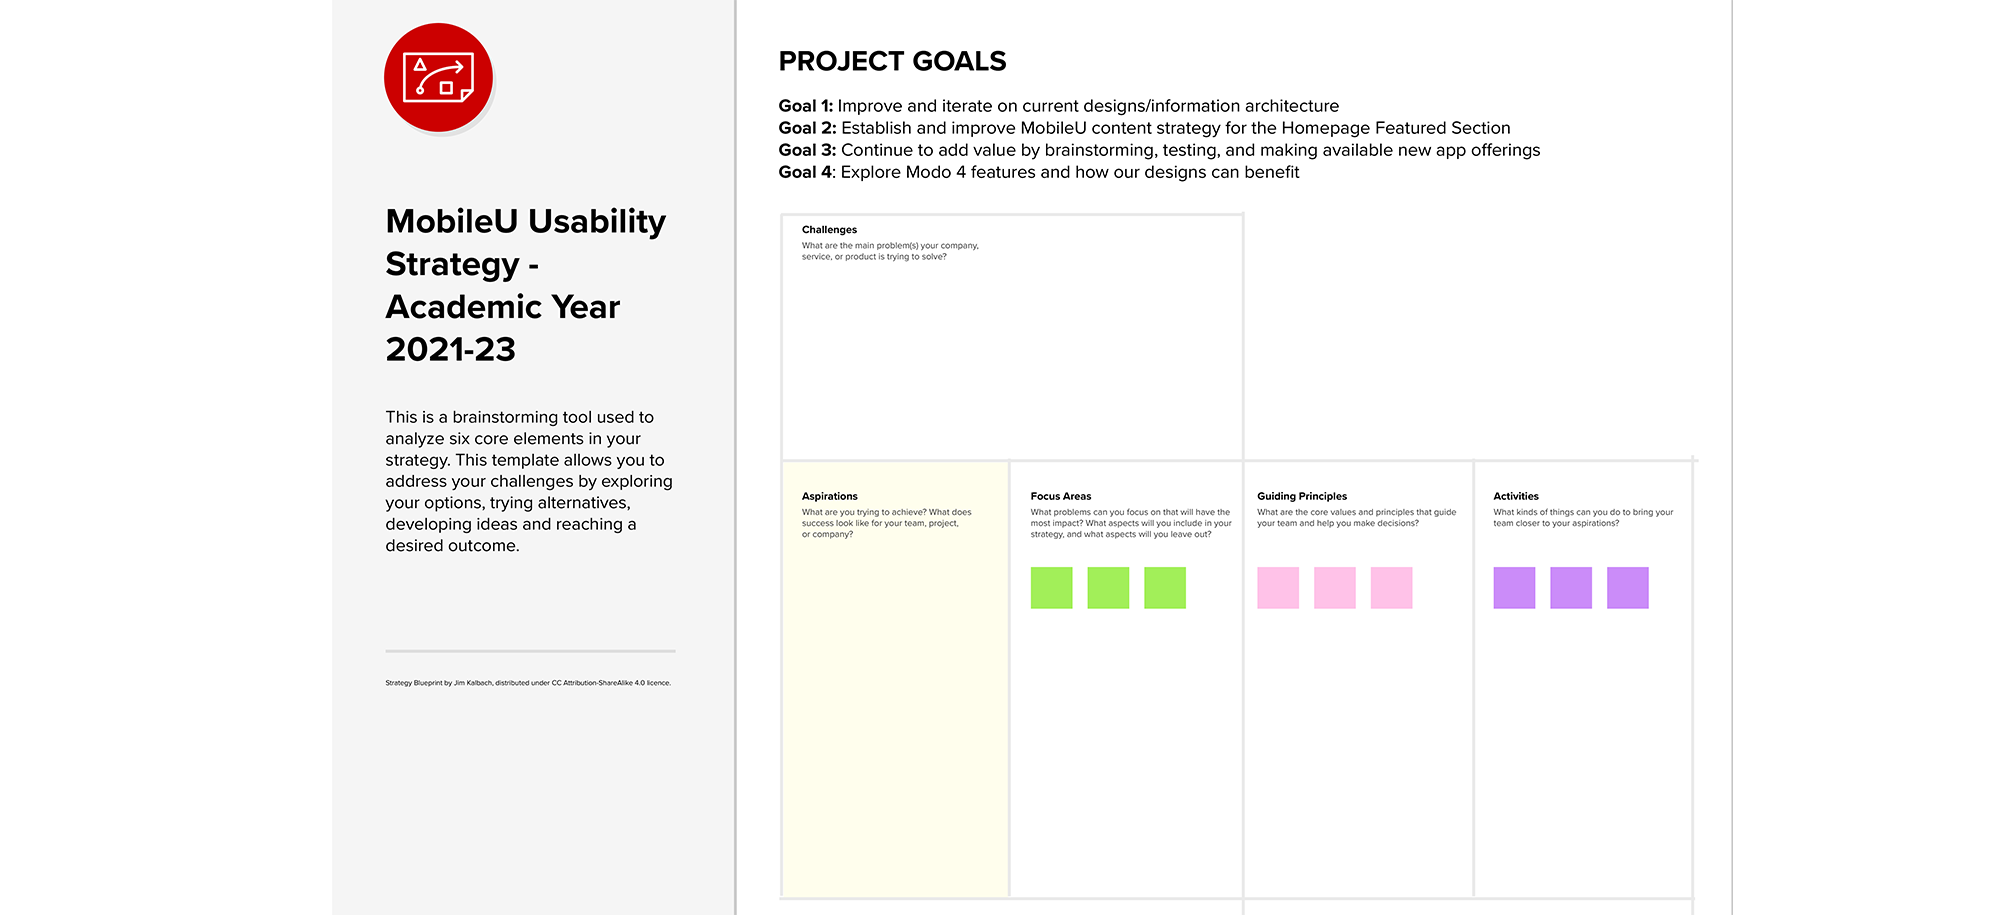 MobileU Usability
Strategy -
Academic Year
2021-23
This is a brainstorming tool used to
analyze six core elements in your
strategy. This template allows you to
address your challenges by exploring
your options, trying alternatives,
developing ideas and reaching a
desired outcome.
Strategy Blueprint by Jim Kalbach, distributed under CC Attribution-ShareAlike 4.0 licence.
PROJECT GOALS
Goal 1: Improve and iterate on current designs/information architecture
Goal 2: Establish and improve MobileU content strategy for the Homepage Featured Section
Goal 3: Continue to add value by brainstorming, testing, and making available new app offerings
Goal 4: Explore Modo 4 features and how our designs can benefit
Challenges
What are the main problem(s) your company,
service, or product is trying to solve?
Aspirations
What are you trying to achieve? What does
success look like for your team, project,
or company?
Focus Areas
What problems can you focus on that will have the
most impact? What aspects will you include in your
strategy, and what aspects will you leave out?
Guiding Principles
What are the core values and principles that guide
your team and help you make decisions?
Activities
What kinds of things can you do to bring your
team closer to your aspirations?